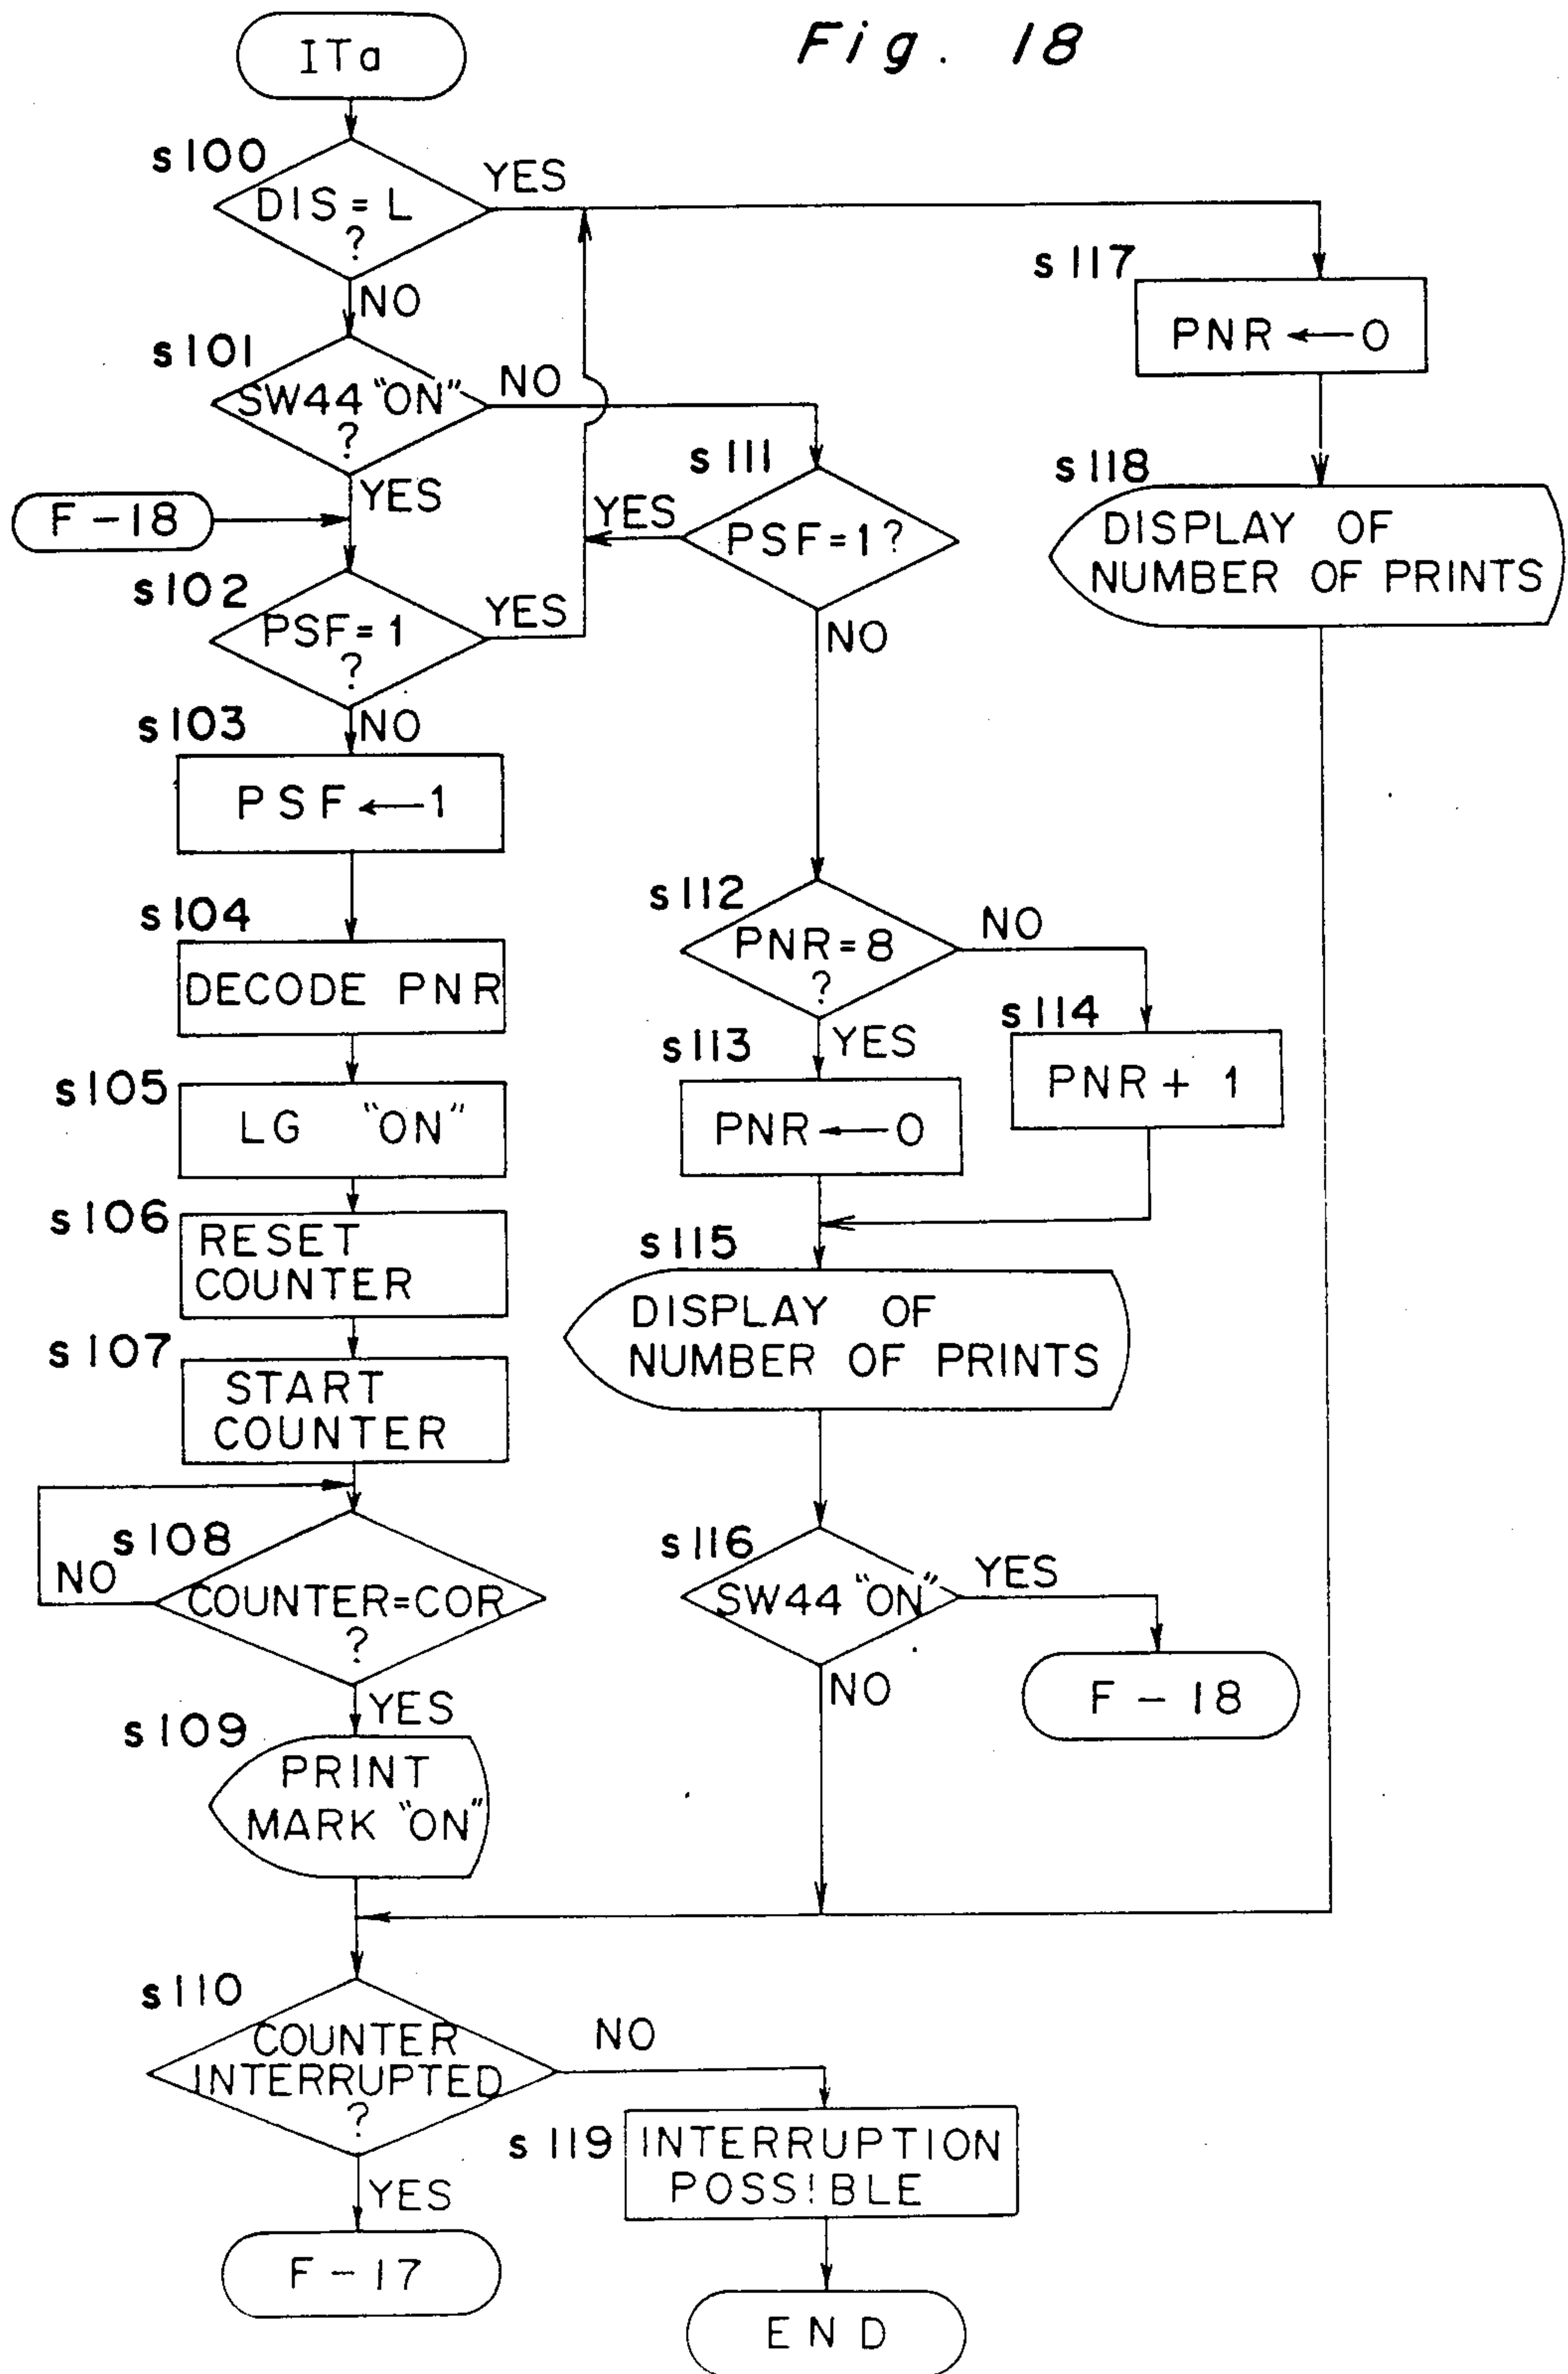 Fig. 18
ITa
s100
DIS = L
?
YES
NO
s101
SW44 "ON"
?
NO
YES
F-18
s102
PSF=1
?
YES
NO
s103
PSF ← 1
s104
DECODE PNR
s105
LG "ON"
s106
RESET
COUNTER
s107
START
COUNTER
s108
NO
COUNTER=COR
?
YES
s109
PRINT
MARK "ON"
s110
COUNTER
INTERRUPTED
?
NO
YES
F-17
s111
YES
PSF=1?
NO
s112
PNR=8
?
NO
YES
s113
PNR ← 0
s114
PNR + 1
s115
DISPLAY OF
NUMBER OF PRINTS
s116
SW44 "ON"
YES
NO
F-18
s117
PNR ← 0
s118
DISPLAY OF
NUMBER OF PRINTS
s119
INTERRUPTION
POSS!BLE
END